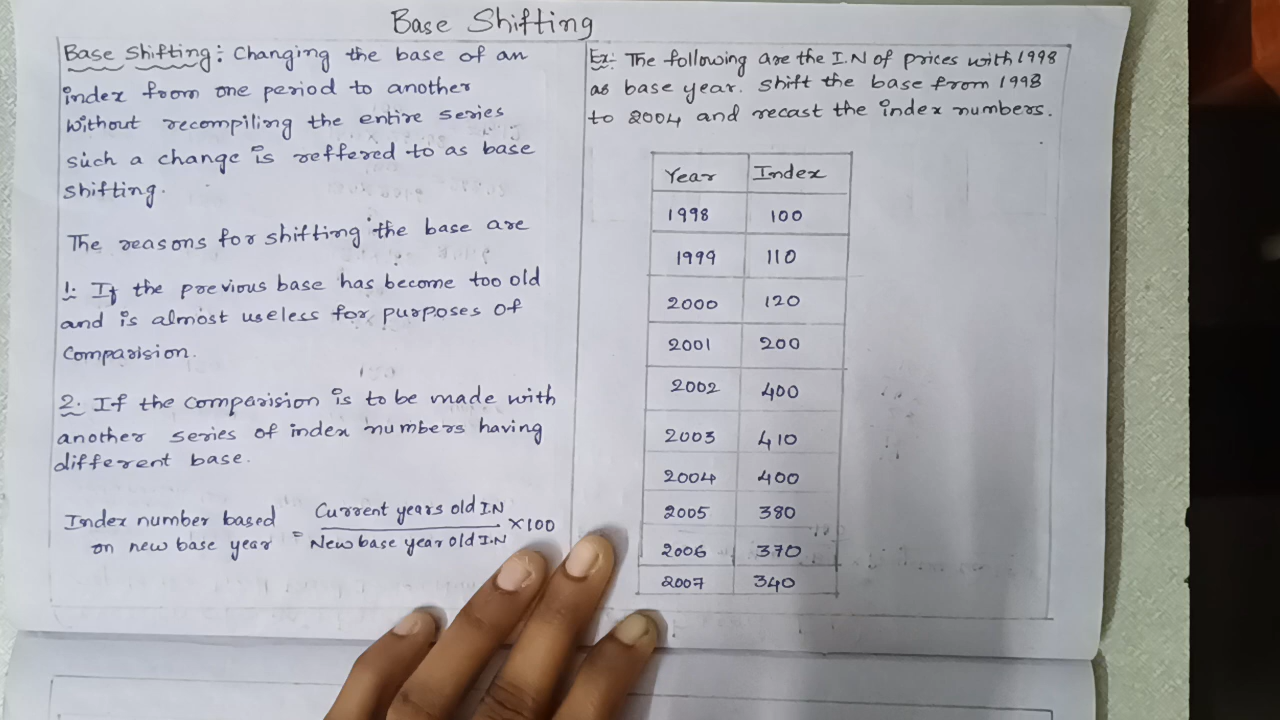 Base Shifting
Base Shifting: Changing the base of an
index from one period to another
without recompiling the entire series
such a change is reffered to as base
shifting.
The reasons for shifting the base are
1. If the previous base has become too old
and is almost useless for purposes of
Comparision.
2. If the comparision is to be made with
another series of index numbers having
different base.
Index number based on new base year = Current years old I.N / New base year old I.N × 100
Ex: The following are the I.N of prices with 1998
as base year. Shift the base from 1998
to 2004 and recast the index numbers.
Year Index
1998 100
1999 110
2000 120
2001 200
2002 400
2003 410
2004 400
2005 380
2006 370
2007 340